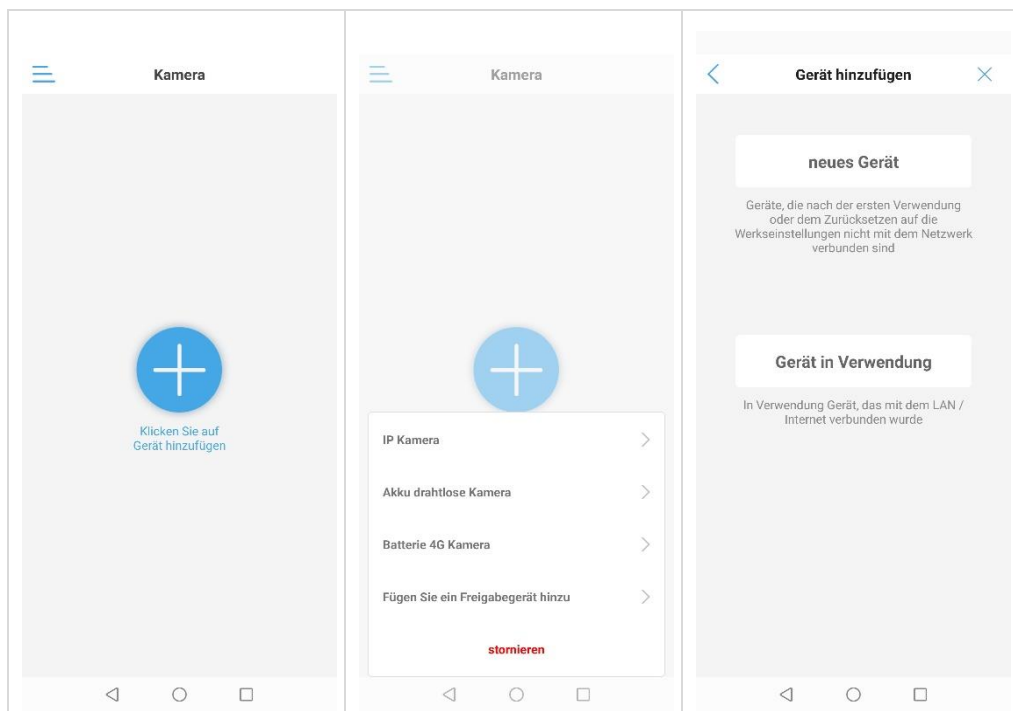 Kamera
Klicken Sie auf
Gerät hinzufügen
Kamera
IP Kamera
Akku drahtlose Kamera
Batterie 4G Kamera
Fügen Sie ein Freigabegerät hinzu
stornieren
Gerät hinzufügen
neues Gerät
Geräte, die nach der ersten Verwendung
oder dem Zurücksetzen auf die
Werkseinstellungen nicht mit dem Netzwerk
verbunden sind
Gerät in Verwendung
In Verwendung Gerät, das mit dem LAN /
Internet verbunden wurde